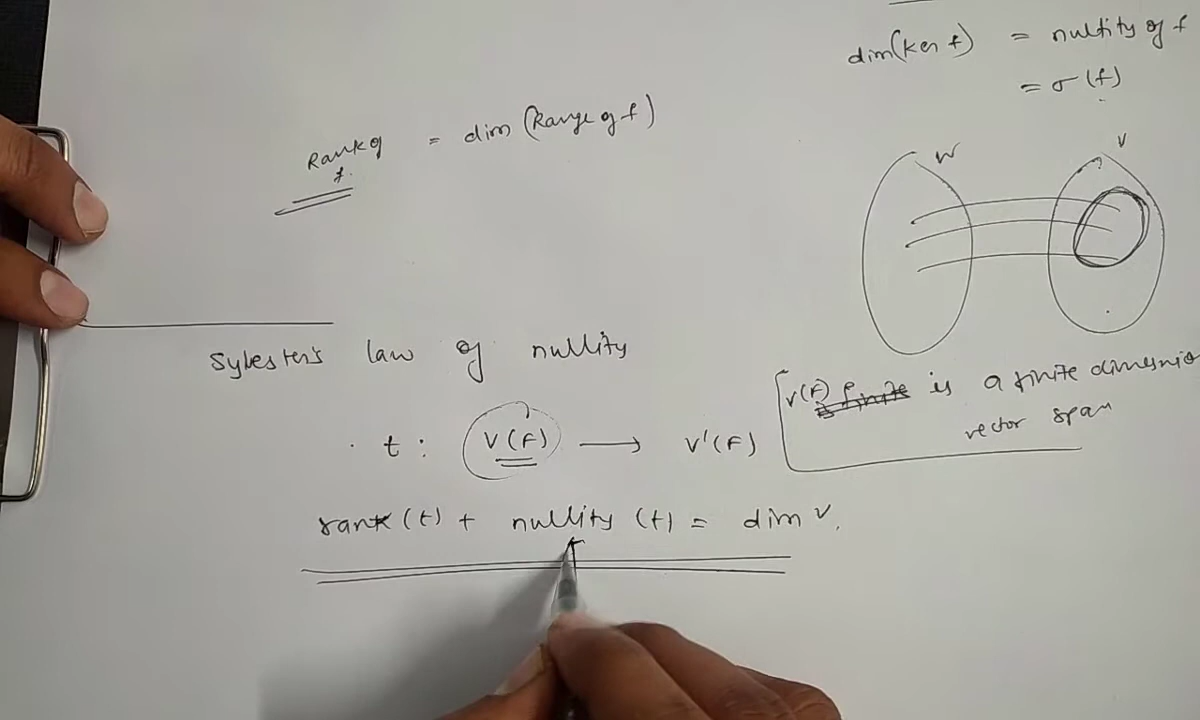 dim(ker f) = nullity of f
= σ (f)
Rank of f = dim (Range of f)
W V
Sylvester's law of nullity
t : V(F) → V'(F)
V(F) is a finite dimension
vector span
rank (t) + nullity (t) = dim V.